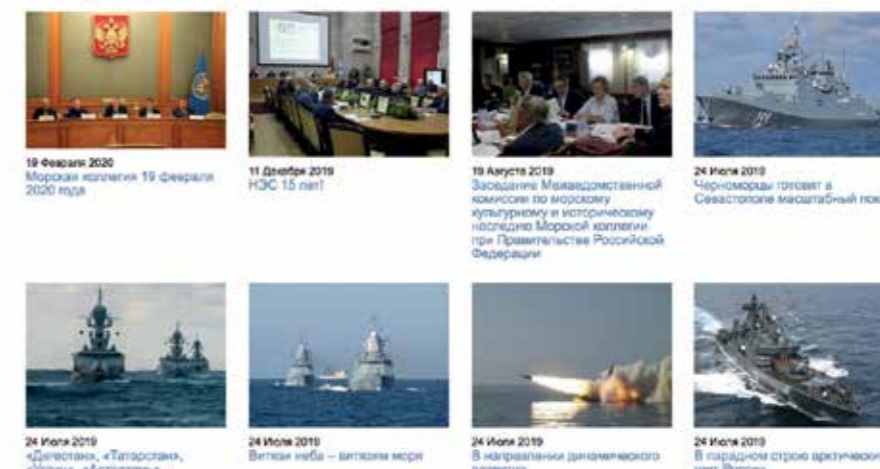 19 Февраля 2020
Морская коллегия 19 февраля
2020 года
11 Декабря 2019
НЭС 15 лет!
19 Августа 2019
Заседание Межведомственной
комиссии по морскому
культурному и историческому
наследию Морской коллегии
при Правительстве Российской
Федерации
24 Июля 2019
Черноморцы готовят в
Севастополе масштабный
24 Июля 2019
«Дагестан», «Татарстан»,
24 Июля 2019
Витязи неба – витязям моря
24 Июля 2019
В направлении динамического
24 Июля 2019
В парадном строю